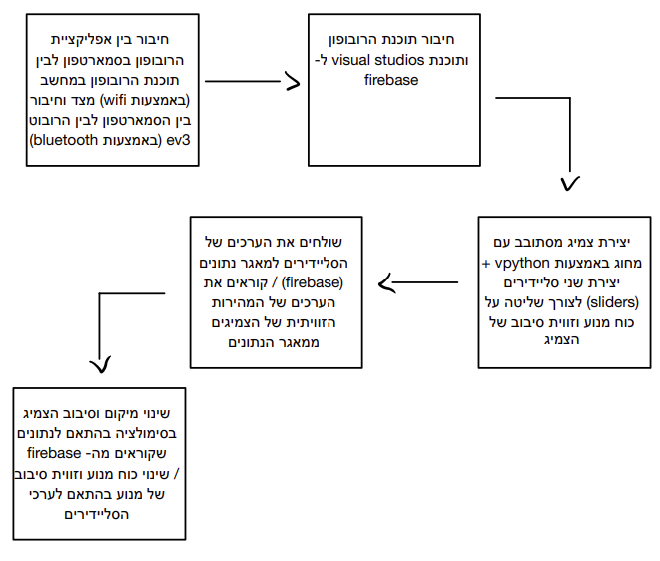 חיבור בין אפליקציית
הרובופון בסמארטפון לבין
תוכנת הרובופון במחשב
(באמצעות wifi) מצד וחיבור
בין הסמארטפון לבין הרובוט
ev3 (באמצעות bluetooth)
חיבור תוכנת הרובופון
ותוכנת visual studios ל-
firebase
יצירת צמיג מסתובב עם
מחוג באמצעות vpython +
יצירת שני סליידירים
(sliders) לצורך שליטה על
כוח מנוע וזווית סיבוב של
הצמיג
שולחים את הערכים של
הסליידירים למאגר נתונים
(firebase) / קוראים את
הערכים של המהירות
הזוויתית של הצמיגים
ממאגר הנתונים
שינוי מיקום וסיבוב הצמיג
בסימולציה בהתאם לנתונים
שקוראים מה- firebase
/ שינוי כוח מנוע וזווית סיבוב
של מנוע בהתאם לערכי
הסליידירים